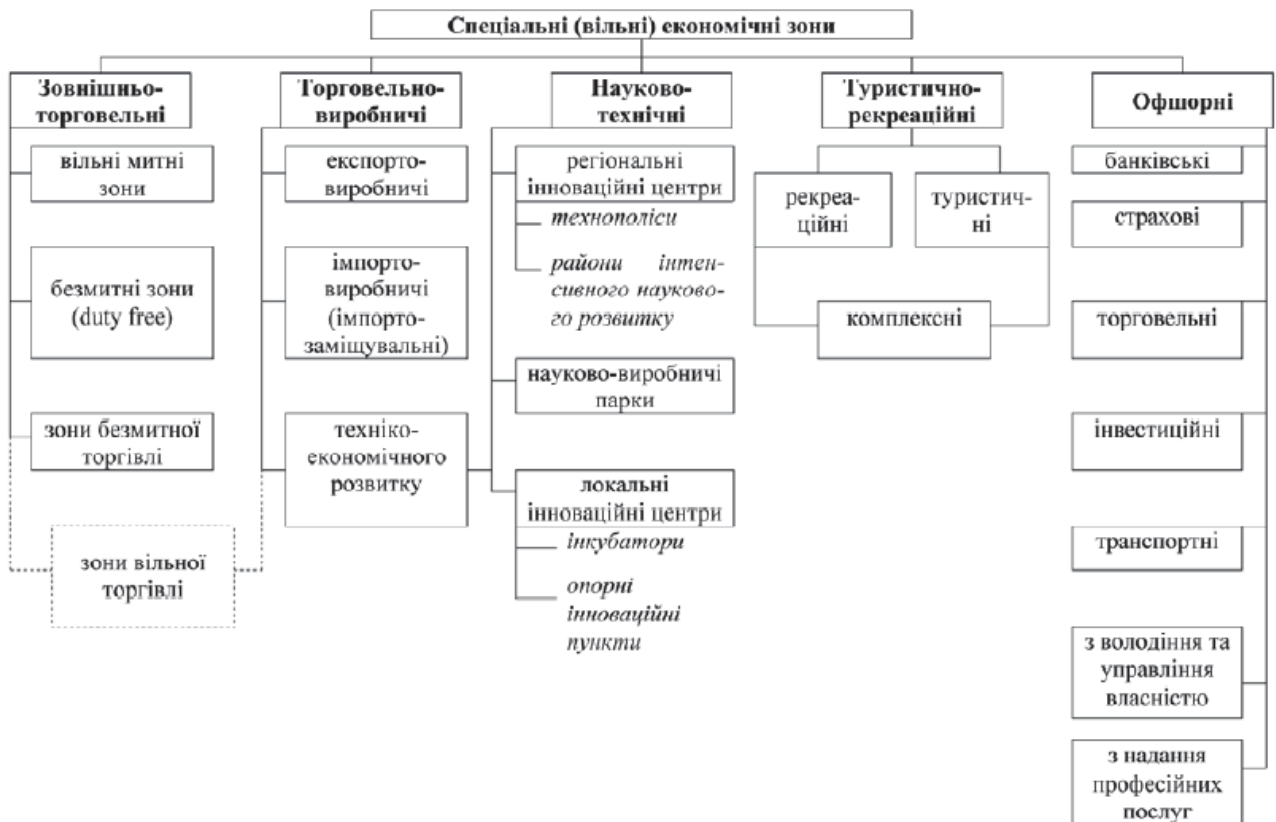 Спеціальні (вільні) економічні зони
Зовнішньо-
торговельні
вільні митні
зони
безмитні зони
(duty free)
зони безмитної
торгівлі
зони вільної
торгівлі
Торговельно-
виробничі
експорто-
виробничі
імпорто-
виробничі
(імпорто-
заміщувальні)
техніко-
економічного
розвитку
Науково-
технічні
регіональні
інноваційні центри
технополіси
райони інтен-
сивного науково-
го розвитку
науково-виробничі
парки
локальні
інноваційні центри
інкубатори
опорні
інноваційні
пункти
Туристично-
рекреаційні
рекреа-
ційні
туристич-
ні
комплексні
Офшорні
банківські
страхові
торговельні
інвестиційні
транспортні
з володіння та
управління
власністю
з надання
професійних
послуг